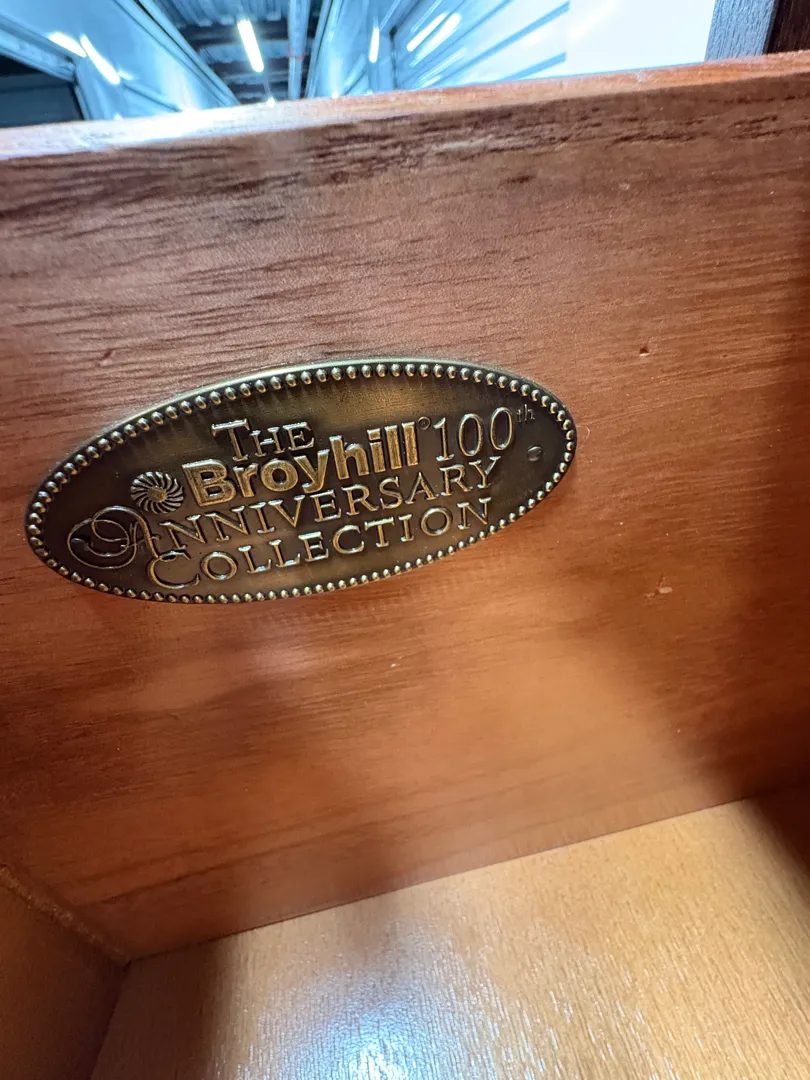 THE
Broyhill® 100th
ANNIVERSARY
COLLECTION